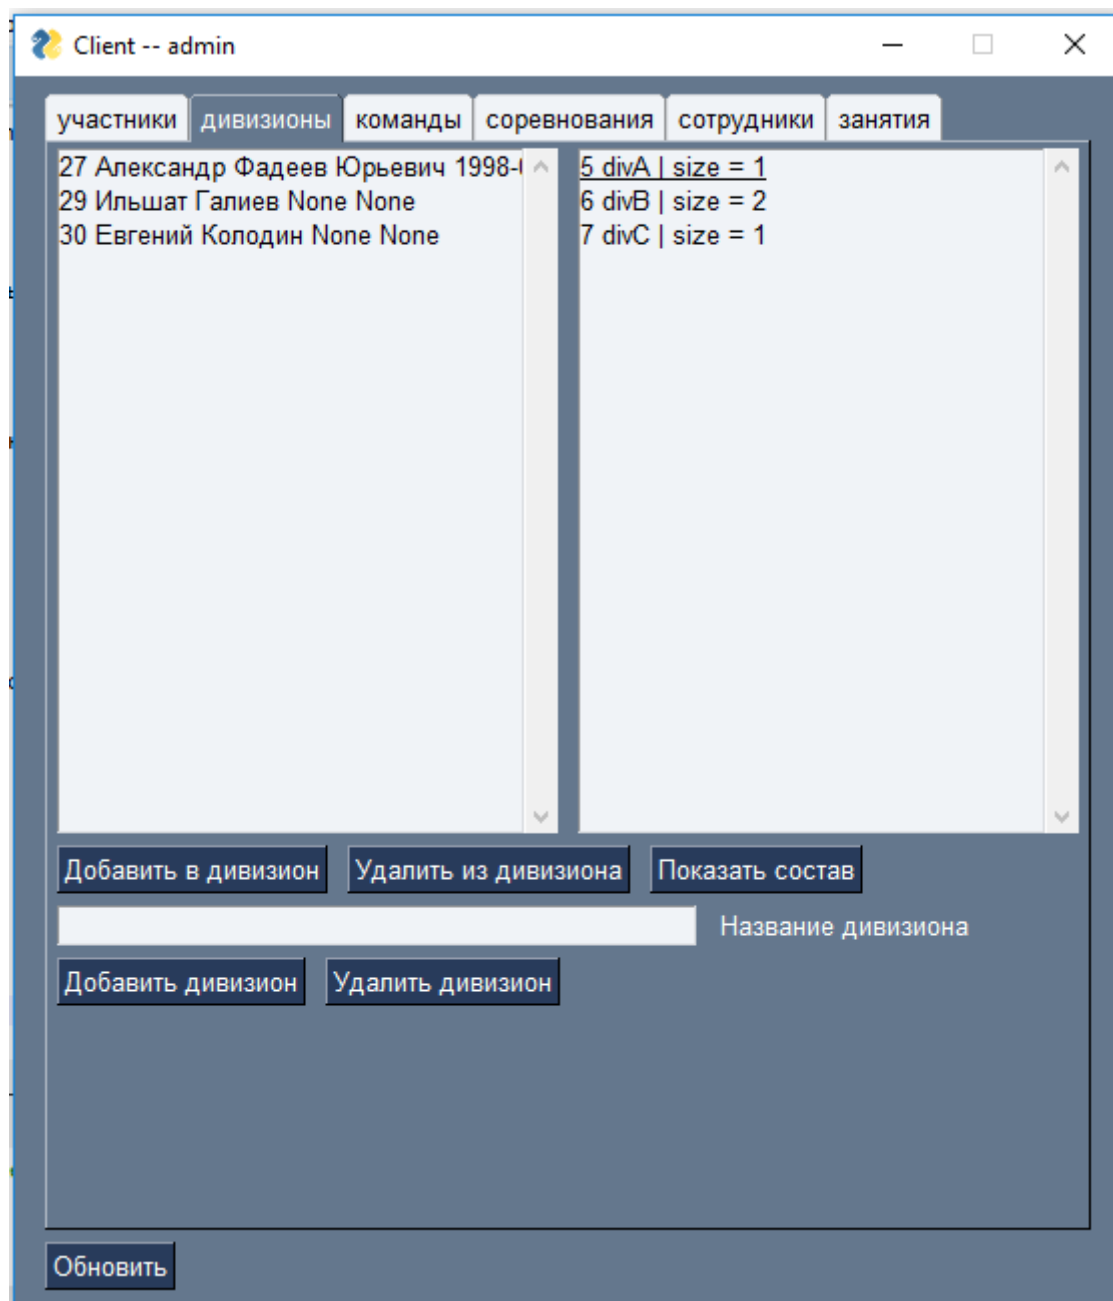 Client -- admin
участники дивизионы команды соревнования сотрудники занятия
27 Александр Фадеев Юрьевич 1998-
29 Ильшат Галиев None None
30 Евгений Колодин None None
5 divA | size = 1
6 divB | size = 2
7 divC | size = 1
Добавить в дивизион Удалить из дивизиона Показать состав
Название дивизиона
Добавить дивизион Удалить дивизион
Обновить